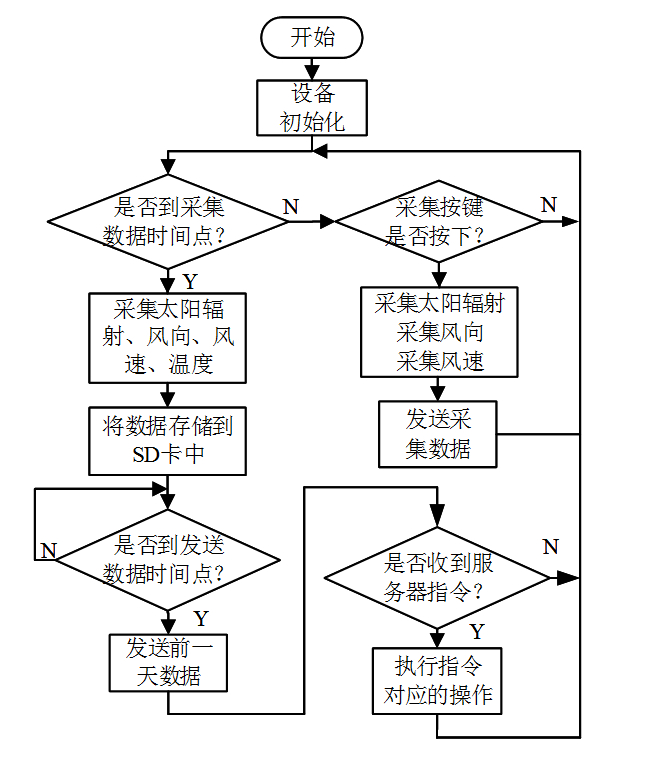 开始
设备
初始化
是否到采集
数据时间点？
N
采集按键
是否按下？
N
Y
采集太阳辐
射、风向、风
速、温度
采集太阳辐射
采集风向
采集风速
将数据存储到
SD卡中
发送采
集数据
是否到发送
数据时间点？
N
Y
是否收到服
务器指令？
N
Y
发送前一
天数据
执行指令
对应的操作